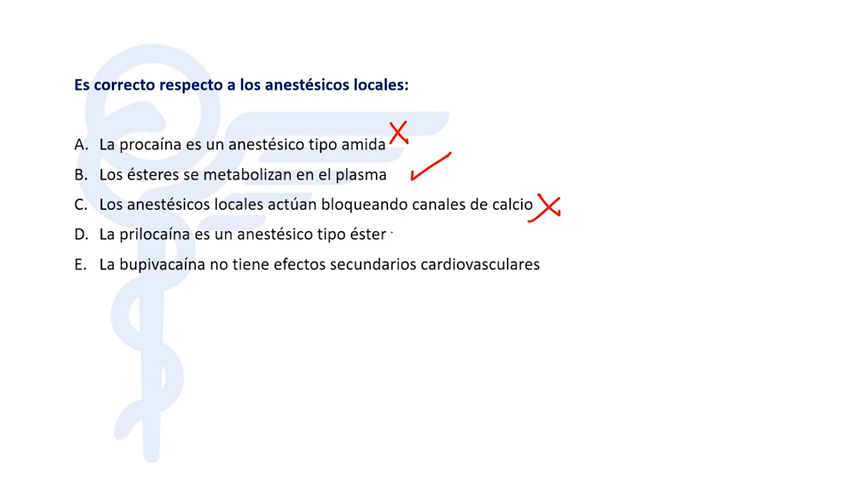 Es correcto respecto a los anestésicos locales:
A. La procaína es un anestésico tipo amida
B. Los ésteres se metabolizan en el plasma
C. Los anestésicos locales actúan bloqueando canales de calcio
D. La prilocaína es un anestésico tipo éster
E. La bupivacaína no tiene efectos secundarios cardiovasculares